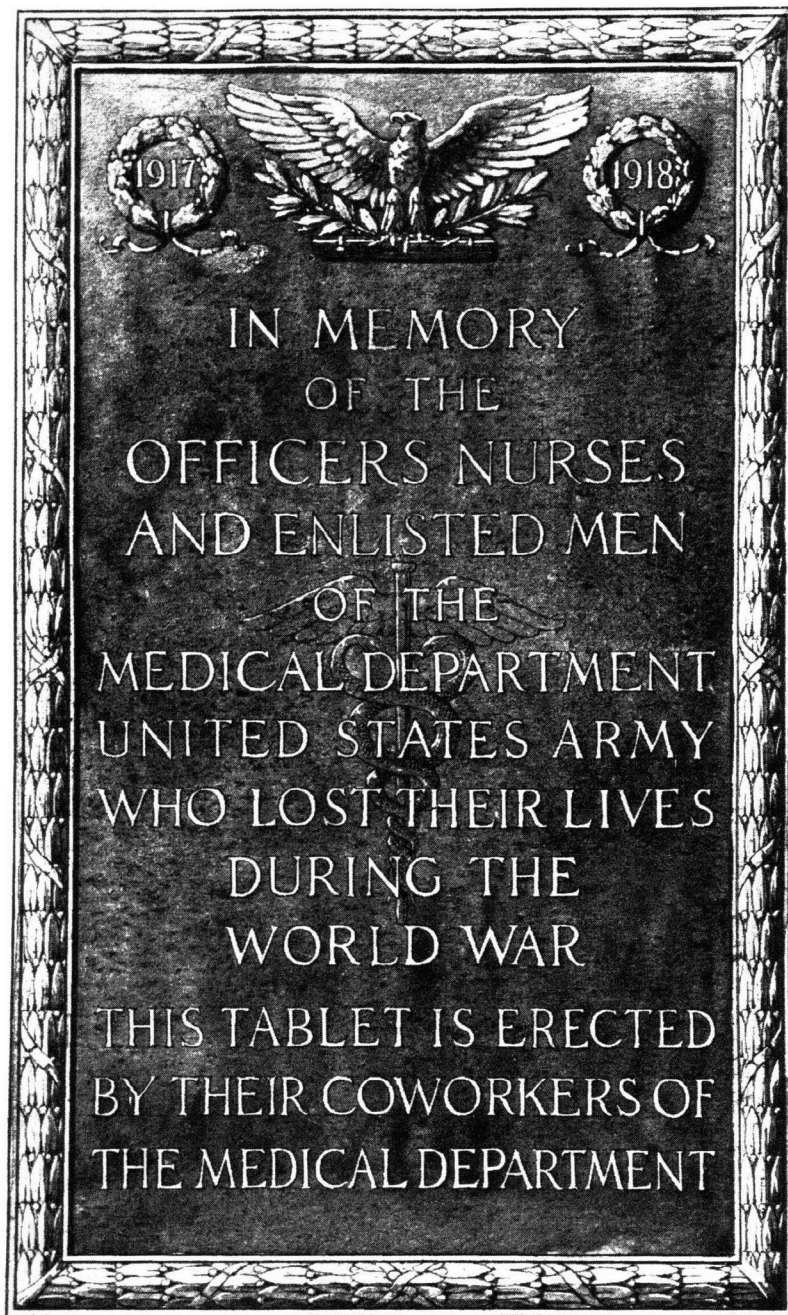 1917
1918
IN MEMORY
OF THE
OFFICERS NURSES
AND ENLISTED MEN
OF THE
MEDICAL DEPARTMENT
UNITED STATES ARMY
WHO LOST THEIR LIVES
DURING THE
WORLD WAR
THIS TABLET IS ERECTED
BY THEIR COWORKERS OF
THE MEDICAL DEPARTMENT